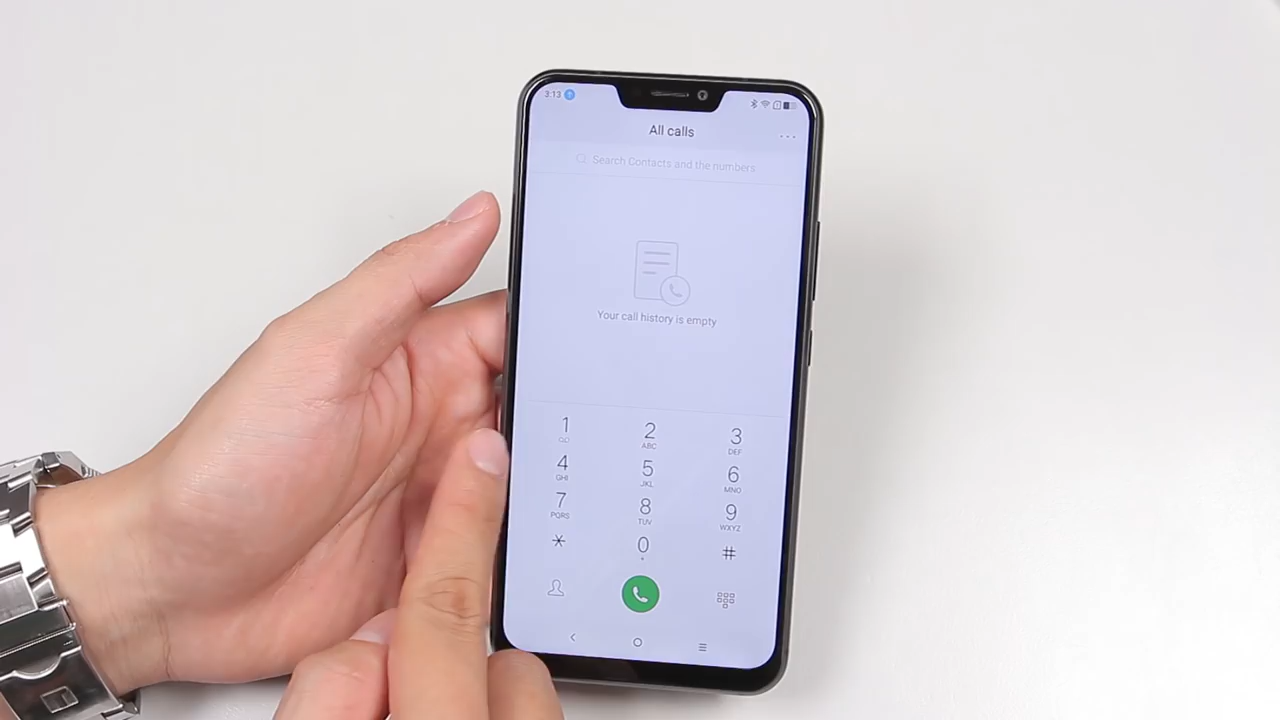 3:13
All calls
...
Search Contacts and the numbers
Your call history is empty
1 2 3
ABC DEF
4 5 6
GHI JKL MNO
7 8 9
PQRS TUV WXYZ
* 0 #